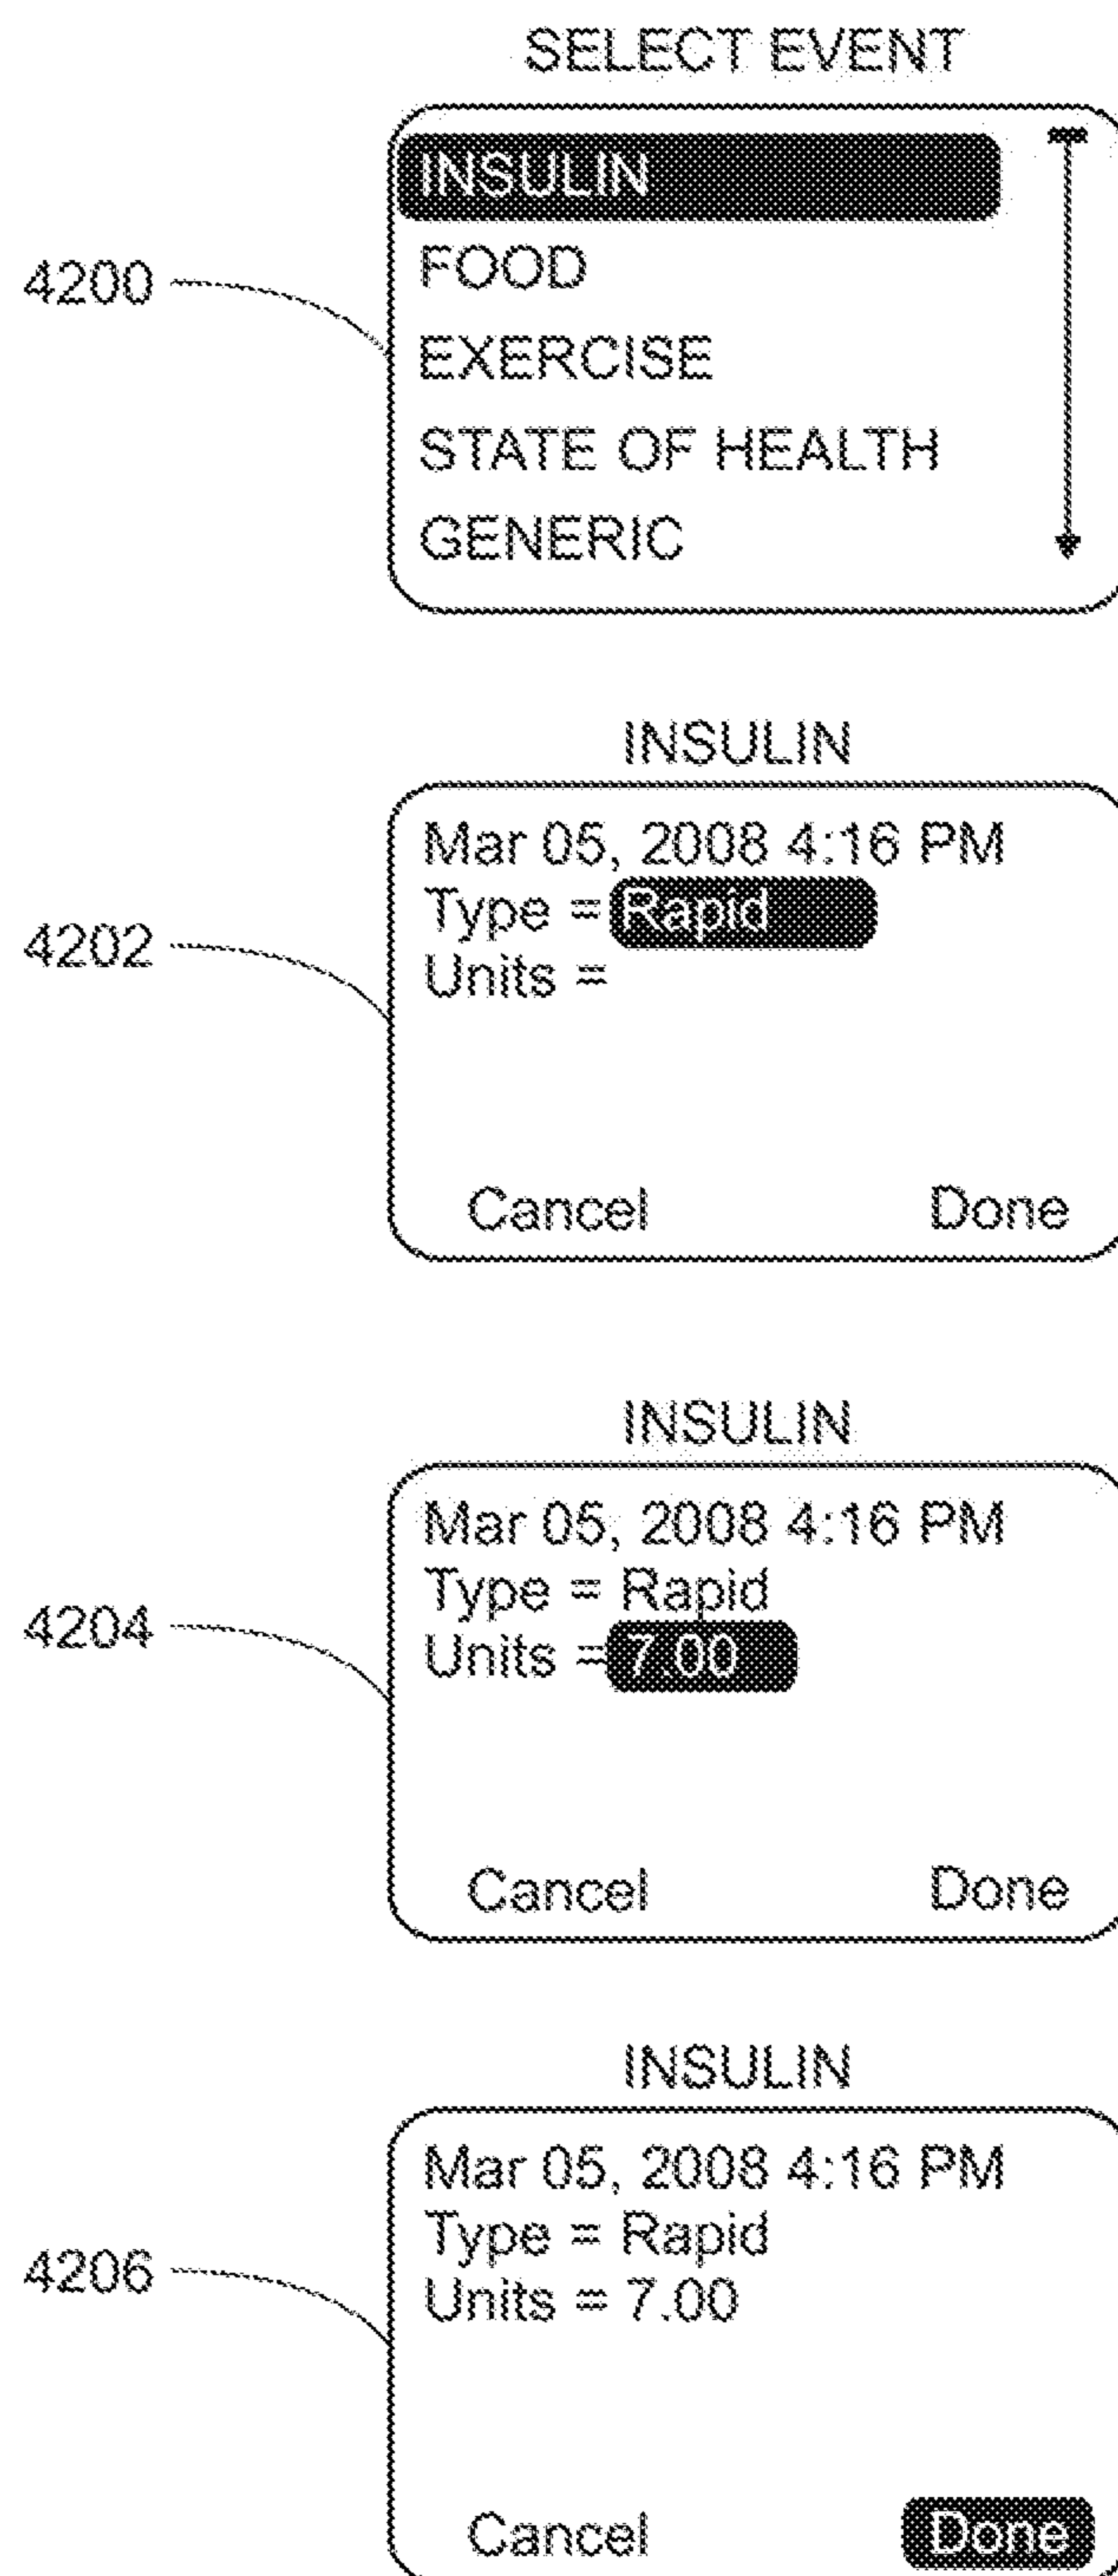 SELECT EVENT
INSULIN
FOOD
4200
EXERCISE
STATE OF HEALTH
GENERIC
INSULIN
Mar 05, 2008 4:16 PM
Type = Rapid
4202
Units =
Cancel Done
INSULIN
Mar 05, 2008 4:16 PM
Type = Rapid
4204
Units = 7.00
Cancel Done
INSULIN
Mar 05, 2008 4:16 PM
Type = Rapid
4206
Units = 7.00
Cancel Done